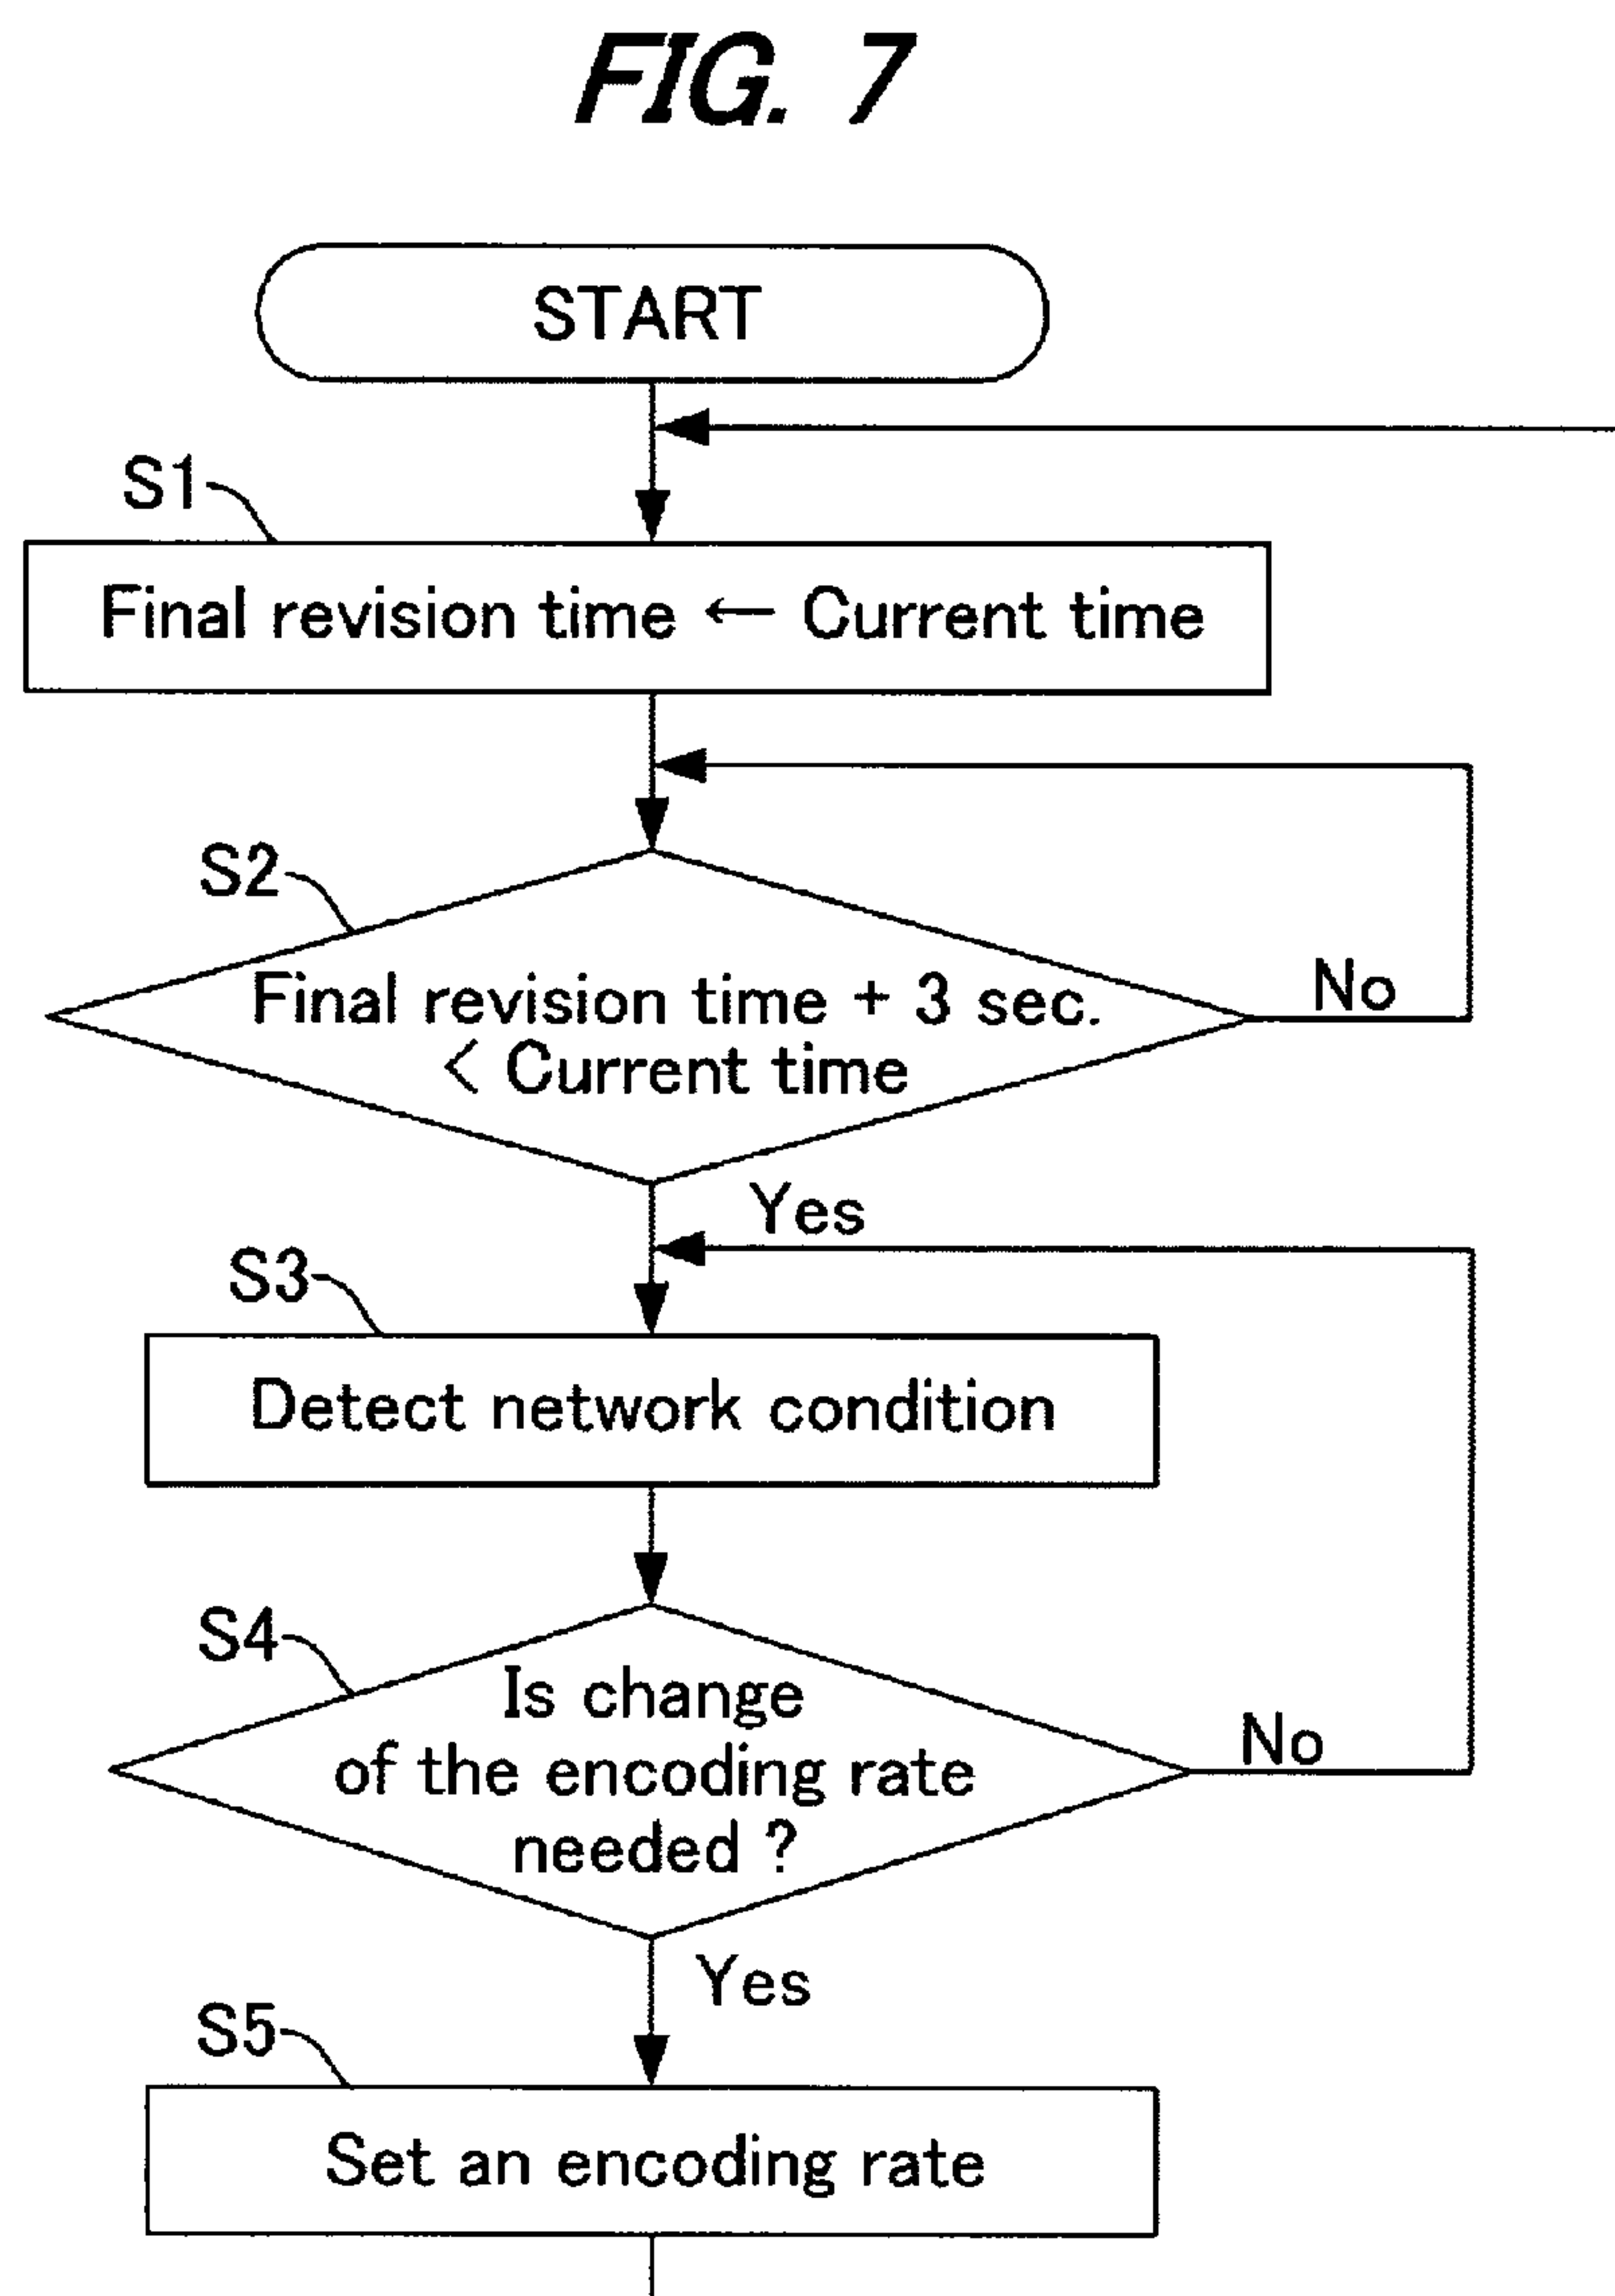 FIG. 7
START
S1
Final revision time ← Current time
S2
Final revision time + 3 sec.
< Current time
No
Yes
S3
Detect network condition
S4
Is change
of the encoding rate
needed ?
No
Yes
S5
Set an encoding rate